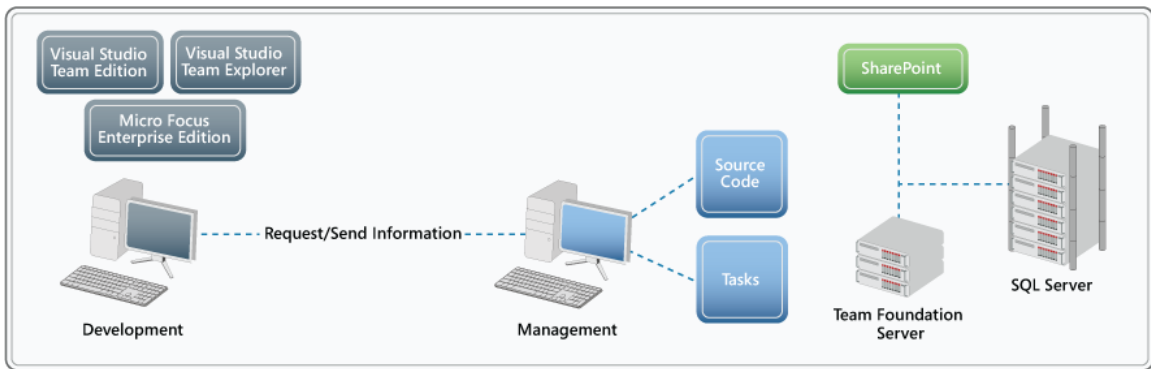 Visual Studio
Team Edition
Visual Studio
Team Explorer
Micro Focus
Enterprise Edition
SharePoint
Source
Code
Request/Send Information
Tasks
Development
Management
Team Foundation
Server
SQL Server